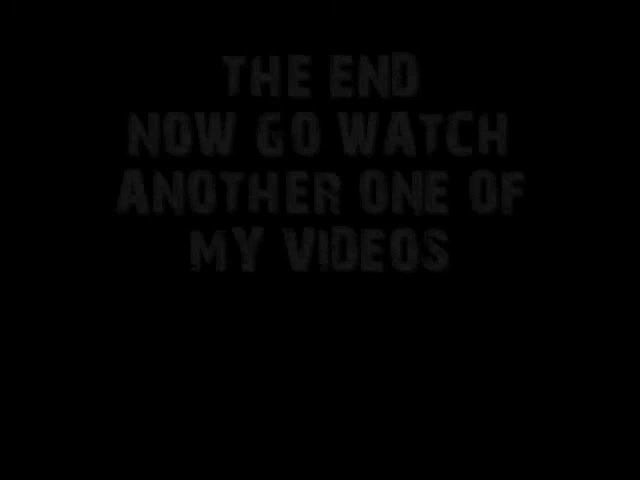 THE END
NOW GO WATCH
ANOTHER ONE OF
MY VIDEOS